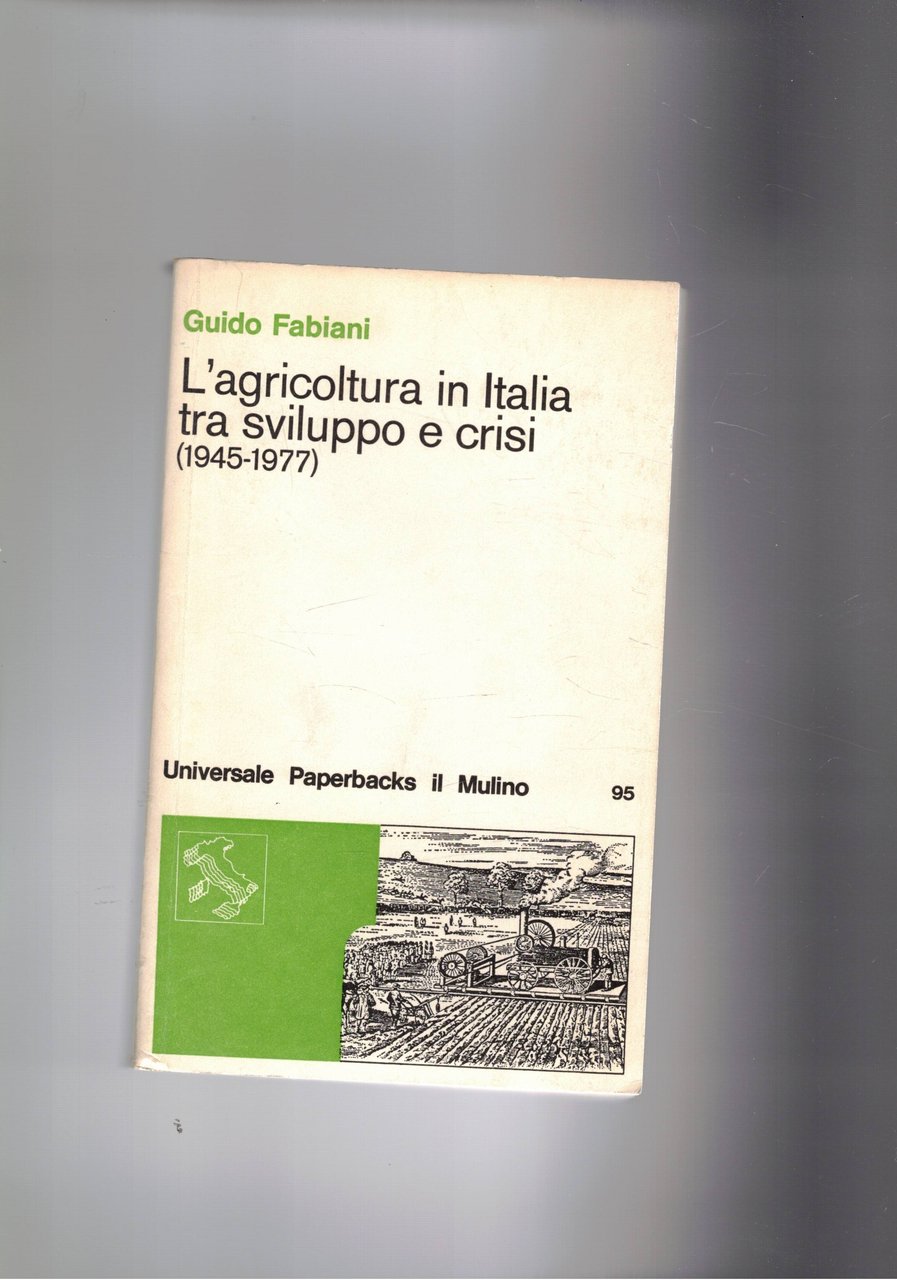 Guido Fabiani
L'agricoltura in Italia
tra sviluppo e crisi
(1945-1977)
Universale Paperbacks il Mulino 95